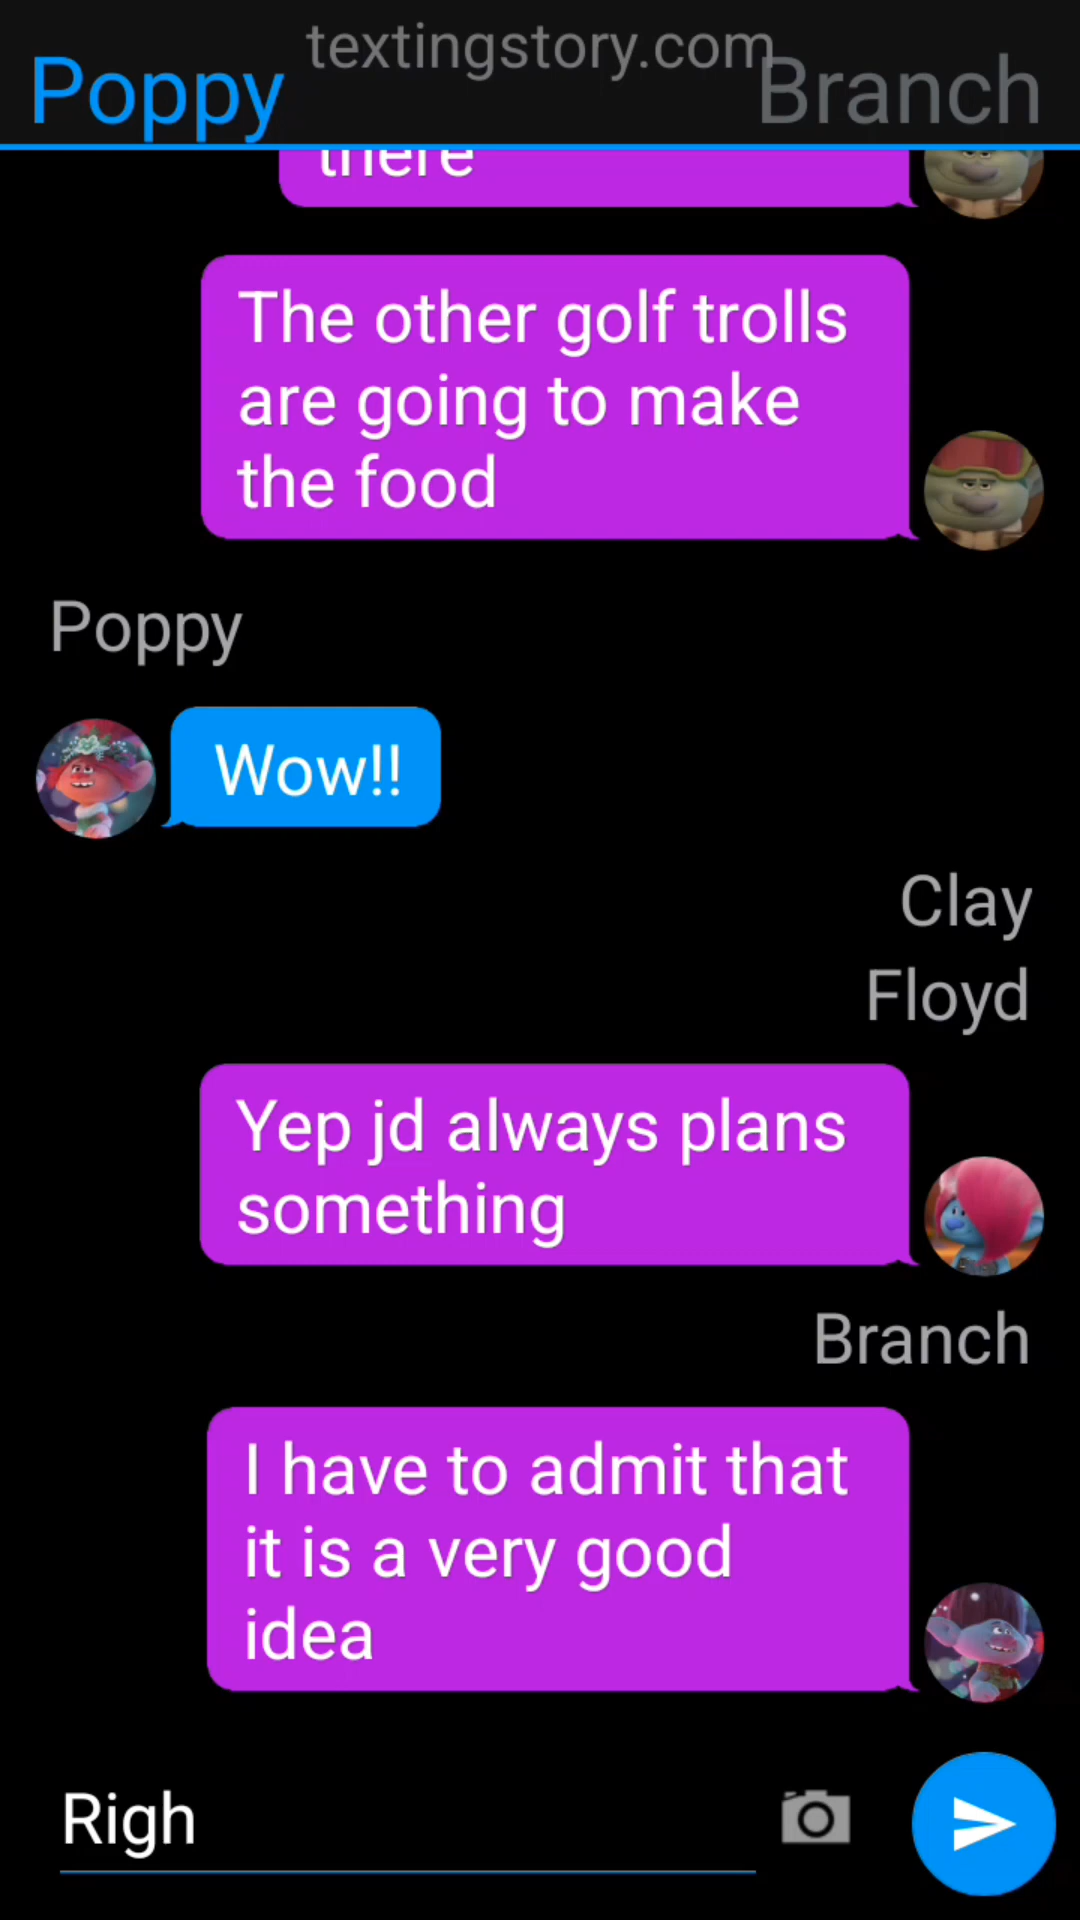 textingstory.com
Poppy Branch
there
The other golf trolls
are going to make
the food
Poppy
Wow!!
Clay
Floyd
Yep jd always plans
something
Branch
I have to admit that
it is a very good
idea
Righ